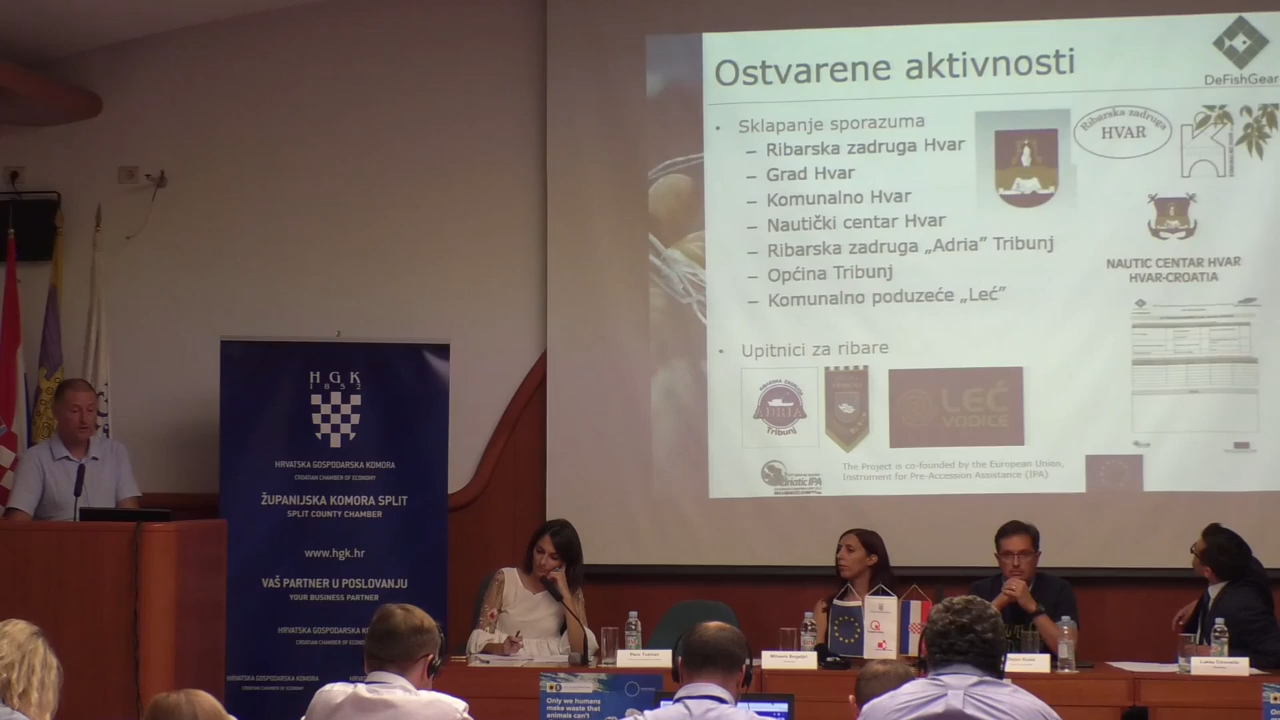 Ostvarene aktivnosti
DeFishGear
• Sklapanje sporazuma
– Ribarska zadruga Hvar
– Grad Hvar
– Komunalno Hvar
– Nautički centar Hvar
– Ribarska zadruga „Adria” Tribunj
– Općina Tribunj
– Komunalno poduzeće „Leć”
• Upitnici za ribare
Ribarska zadruga
HVAR
NAUTIC CENTAR HVAR
HVAR-CROATIA
ADRIA
Tribunj
LEĆ
VODICE
AdriaticIPA
The Project is co-founded by the European Union,
Instrument for Pre-Accession Assistance (IPA)
HGK
1852
HRVATSKA GOSPODARSKA KOMORA
CROATIAN CHAMBER OF ECONOMY
ŽUPANIJSKA KOMORA SPLIT
SPLIT COUNTY CHAMBER
www.hgk.hr
VAŠ PARTNER U POSLOVANJU
YOUR BUSINESS PARTNER
HRVATSKA GOSPODARSKA
HRVATSKA GOSPODARSKA KOMORA
CROATIAN CHAMBER OF ECONOMY
Only we humans
make waste that
animals can't